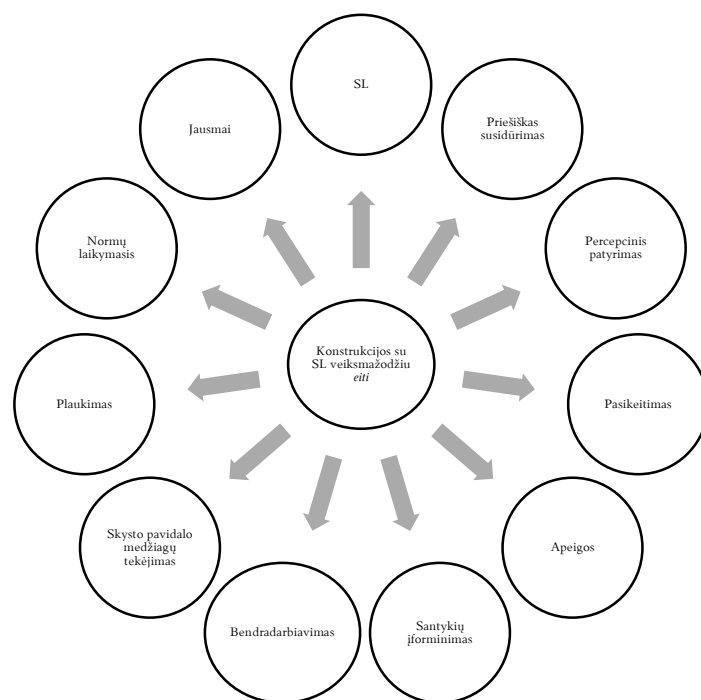 SL
Priešiškas
susidūrimas
Percepcinis
patyrimas
Pasikeitimas
Apeigos
Santykių
įforminimas
Bendradarbiavimas
Skysto pavidalo
medžiagų
tekėjimas
Plaukimas
Normų
laikymasis
Jausmai
Konstrukcijos su
SL veiksmažodžiu
eiti